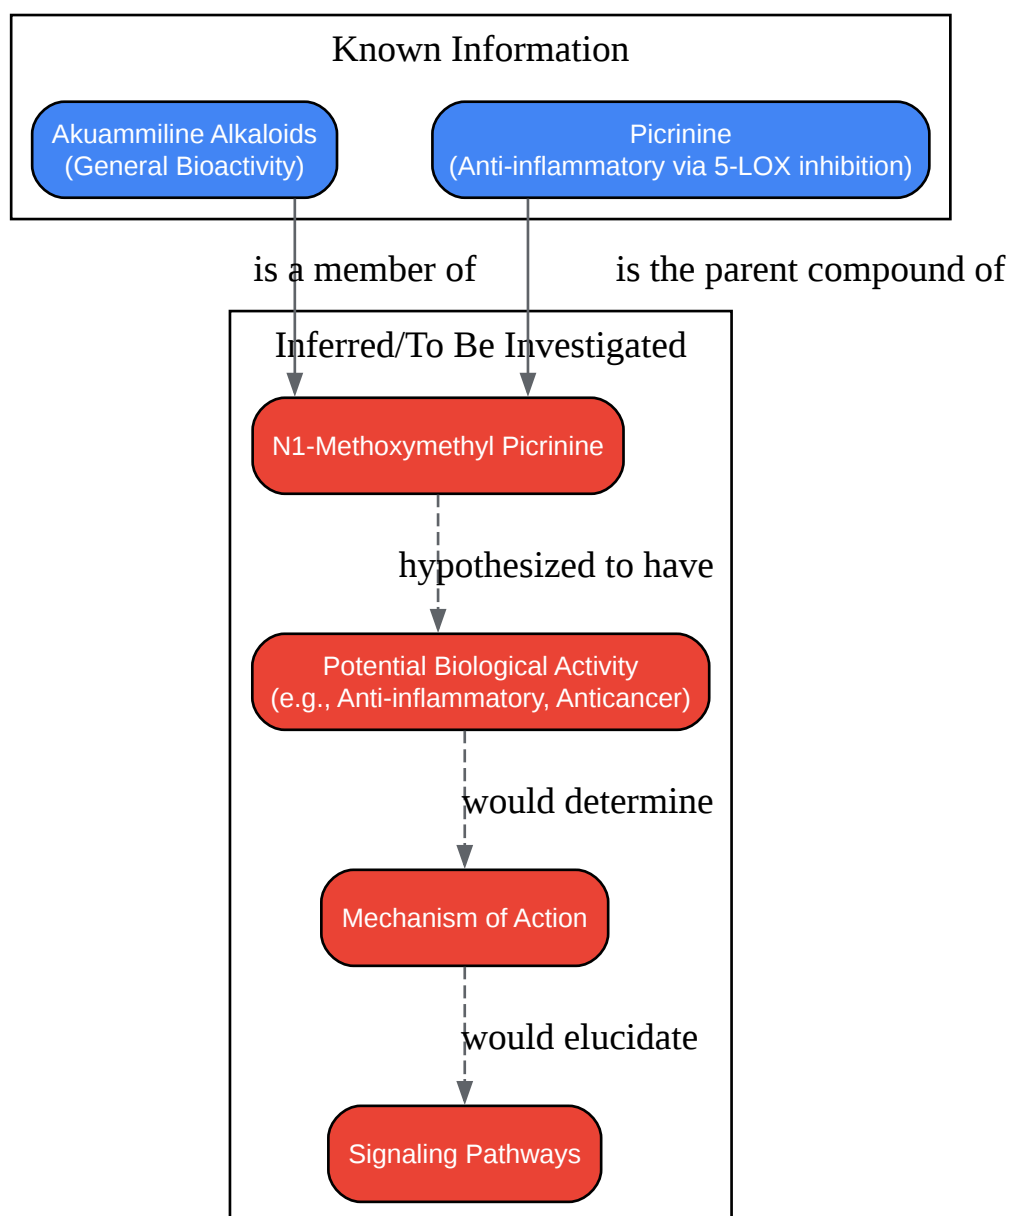 Known Information
Akuammiline Alkaloids
(General Bioactivity)
Picrinine
(Anti-inflammatory via 5-LOX inhibition)
is a member of
is the parent compound of
Inferred/To Be Investigated
N1-Methoxymethyl Picrinine
hypothesized to have
Potential Biological Activity
(e.g., Anti-inflammatory, Anticancer)
would determine
Mechanism of Action
would elucidate
Signaling Pathways